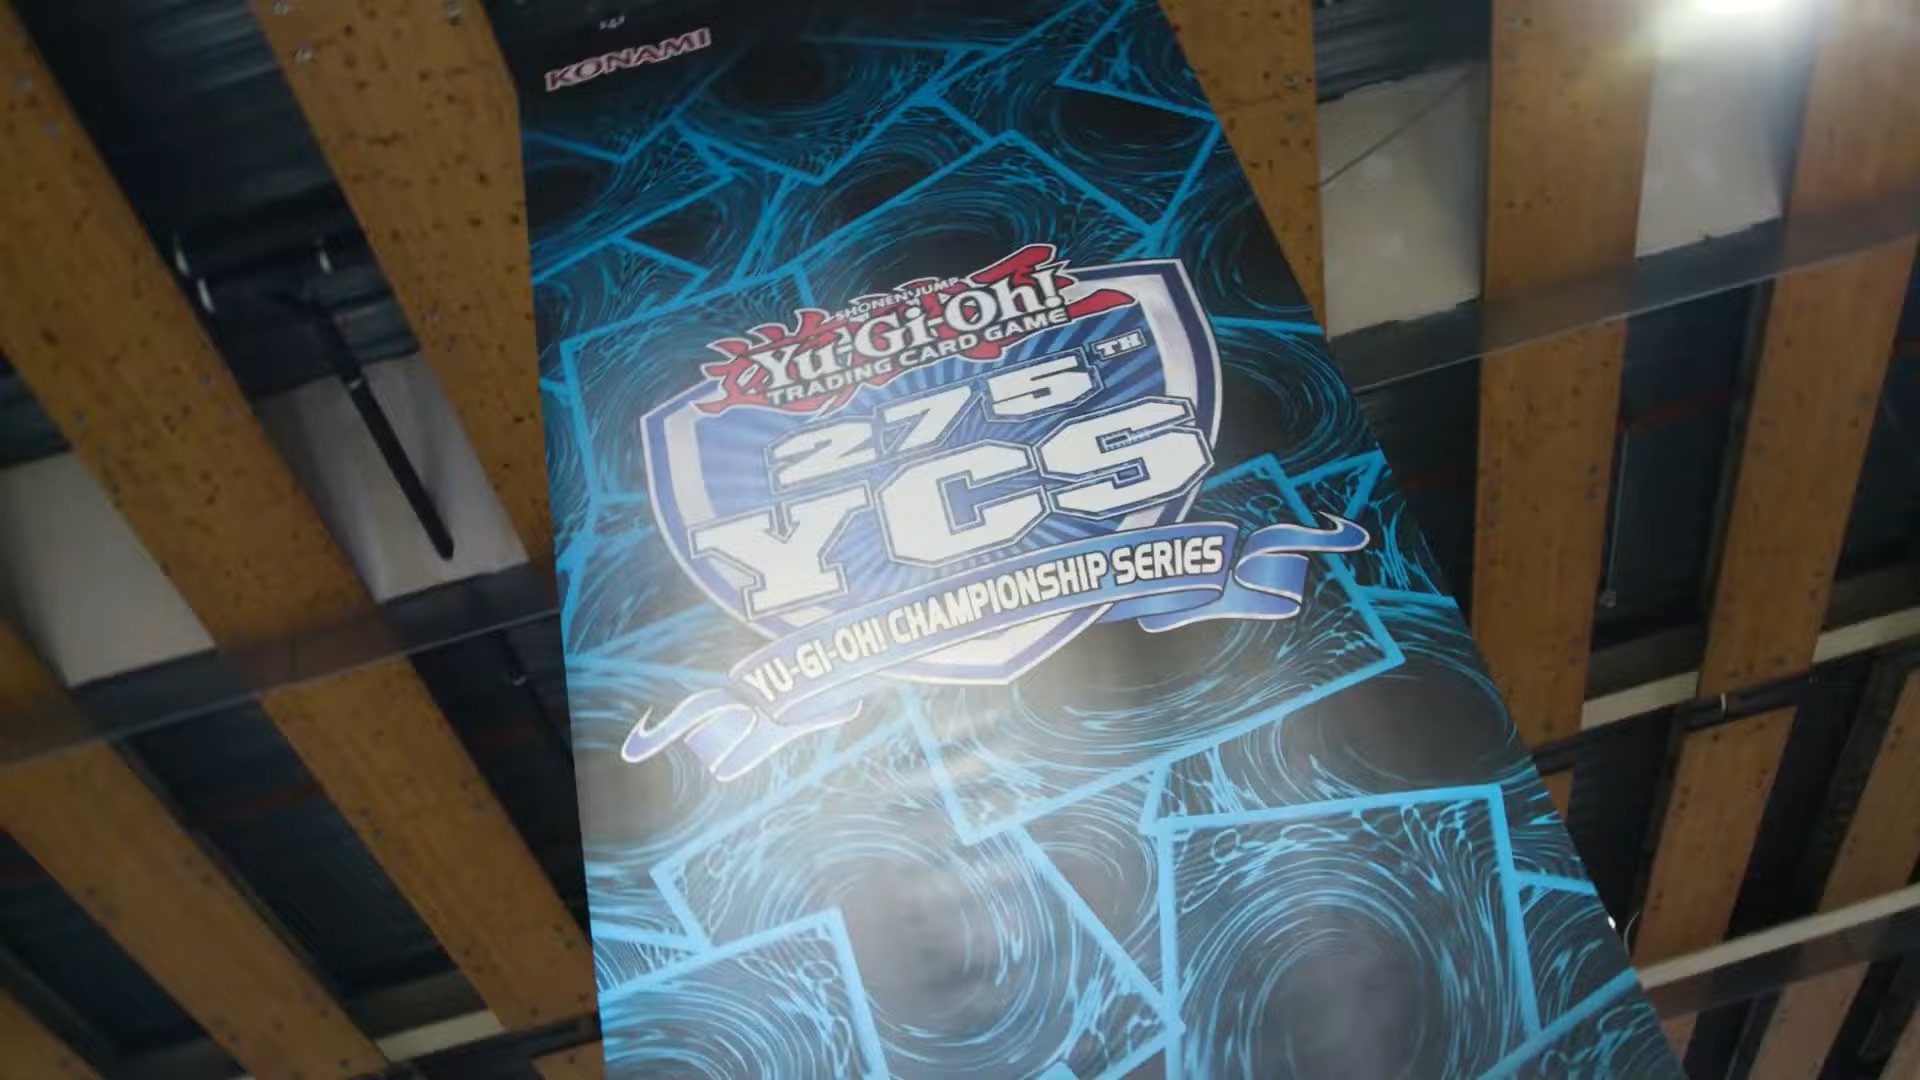 KONAMI
SHONEN JUMP
Yu-Gi-Oh!
TRADING CARD GAME
275TH
YCS
YU-GI-OH! CHAMPIONSHIP SERIES